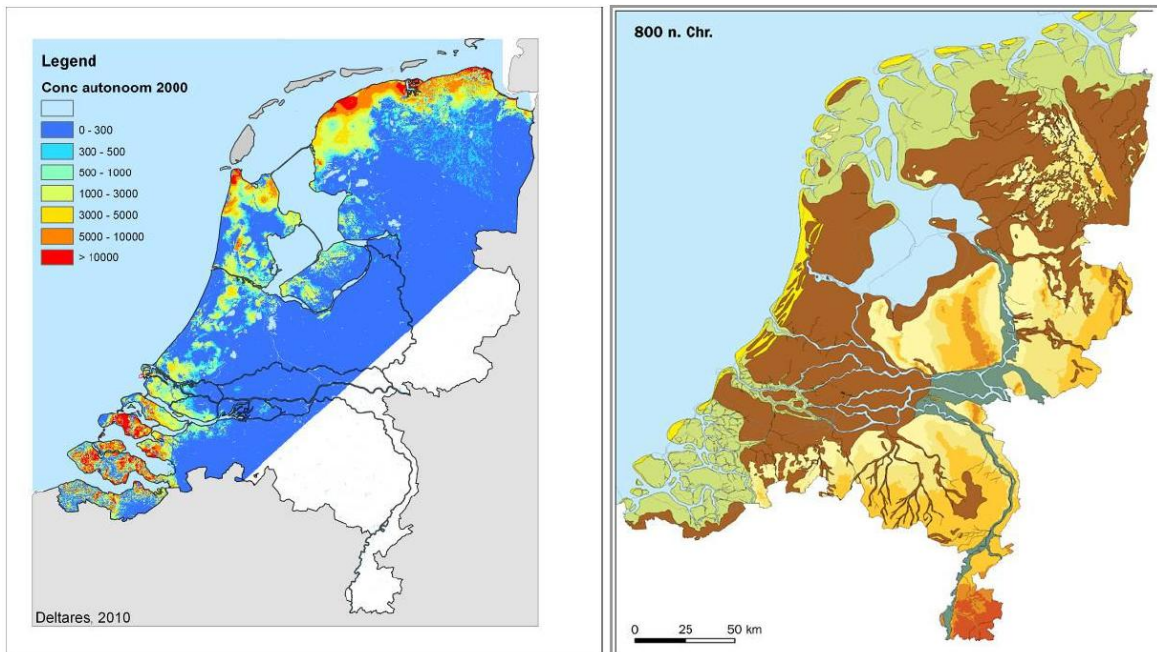 Legend
Conc autonoom 2000
0 - 300
300 - 500
500 - 1000
1000 - 3000
3000 - 5000
5000 - 10000
> 10000
Deltares, 2010
800 n. Chr.
0 25 50 km